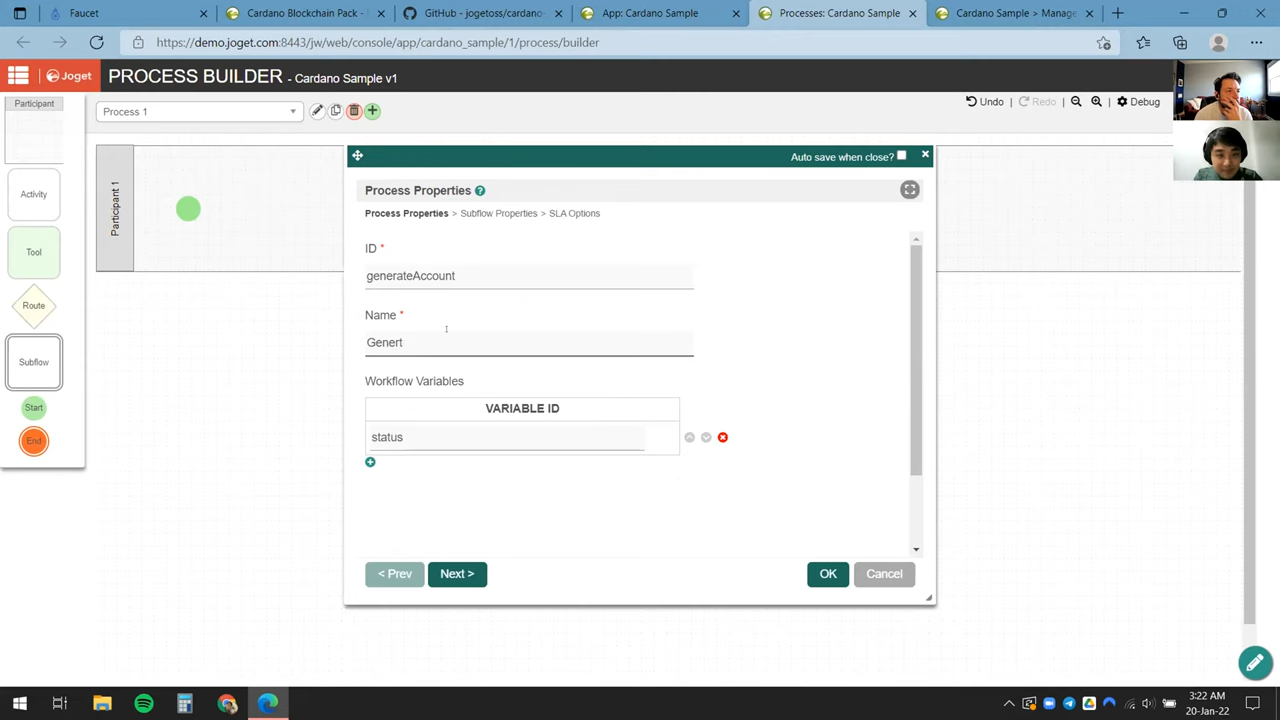 Faucet
Cardano Blockchain Pack -
GitHub - jogetoss/cardano-
App: Cardano Sample
Processes: Cardano Sample
Cardano Sample > Manage
https://demo.joget.com:8443/jw/web/console/app/cardano_sample/1/process/builder
Joget
PROCESS BUILDER - Cardano Sample v1
Participant
Process 1
Undo
Redo
Debug
Auto save when close?
Activity
Participant 1
Process Properties
Process Properties > Subflow Properties > SLA Options
Tool
ID *
generateAccount
Route
Name *
Genert
Subflow
Workflow Variables
Start
VARIABLE ID
End
status
< Prev
Next >
OK
Cancel
3:22 AM
20-Jan-22